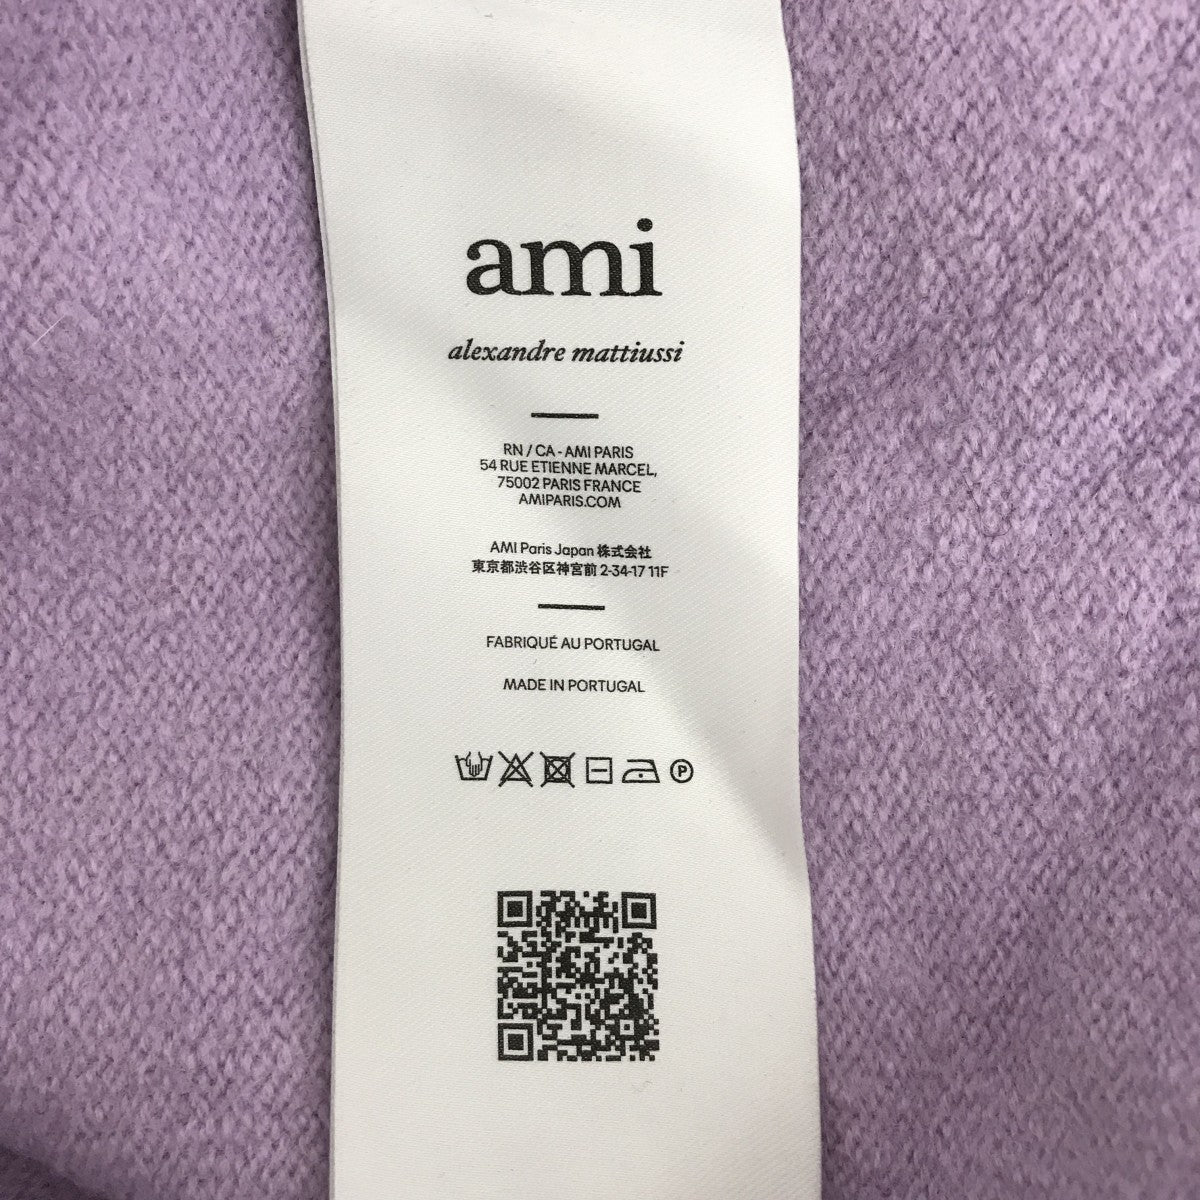 ami
alexandre mattiussi
RN / CA - AMI PARIS
54 RUE ETIENNE MARCEL,
75002 PARIS FRANCE
AMIPARIS.COM
AMI Paris Japan 株式会社
東京都渋谷区神宮前 2-34-17 11F
FABRIQUÉ AU PORTUGAL
MADE IN PORTUGAL
P